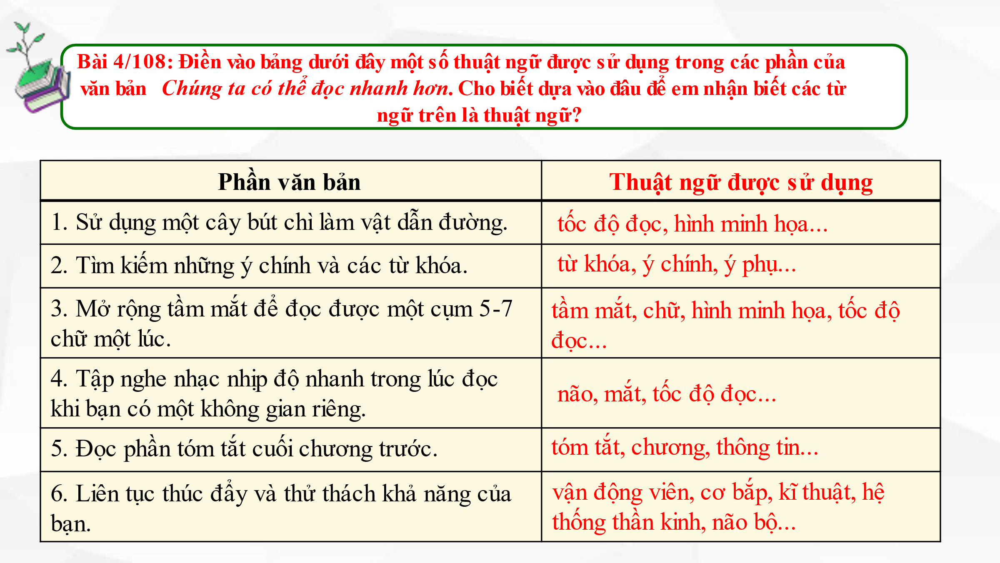 Bài 4/108: Điền vào bảng dưới đây một số thuật ngữ được sử dụng trong các phần của
văn bản Chúng ta có thể đọc nhanh hơn. Cho biết dựa vào đâu để em nhận biết các từ
ngữ trên là thuật ngữ?
Phần văn bản
Thuật ngữ được sử dụng
1. Sử dụng một cây bút chì làm vật dẫn đường.
tốc độ đọc, hình minh họa...
2. Tìm kiếm những ý chính và các từ khóa.
từ khóa, ý chính, ý phụ...
3. Mở rộng tầm mắt để đọc được một cụm 5-7
chữ một lúc.
tầm mắt, chữ, hình minh họa, tốc độ
đọc...
4. Tập nghe nhạc nhịp độ nhanh trong lúc đọc
khi bạn có một không gian riêng.
não, mắt, tốc độ đọc...
5. Đọc phần tóm tắt cuối chương trước.
tóm tắt, chương, thông tin...
6. Liên tục thúc đẩy và thử thách khả năng của
bạn.
vận động viên, cơ bắp, kĩ thuật, hệ
thống thần kinh, não bộ...